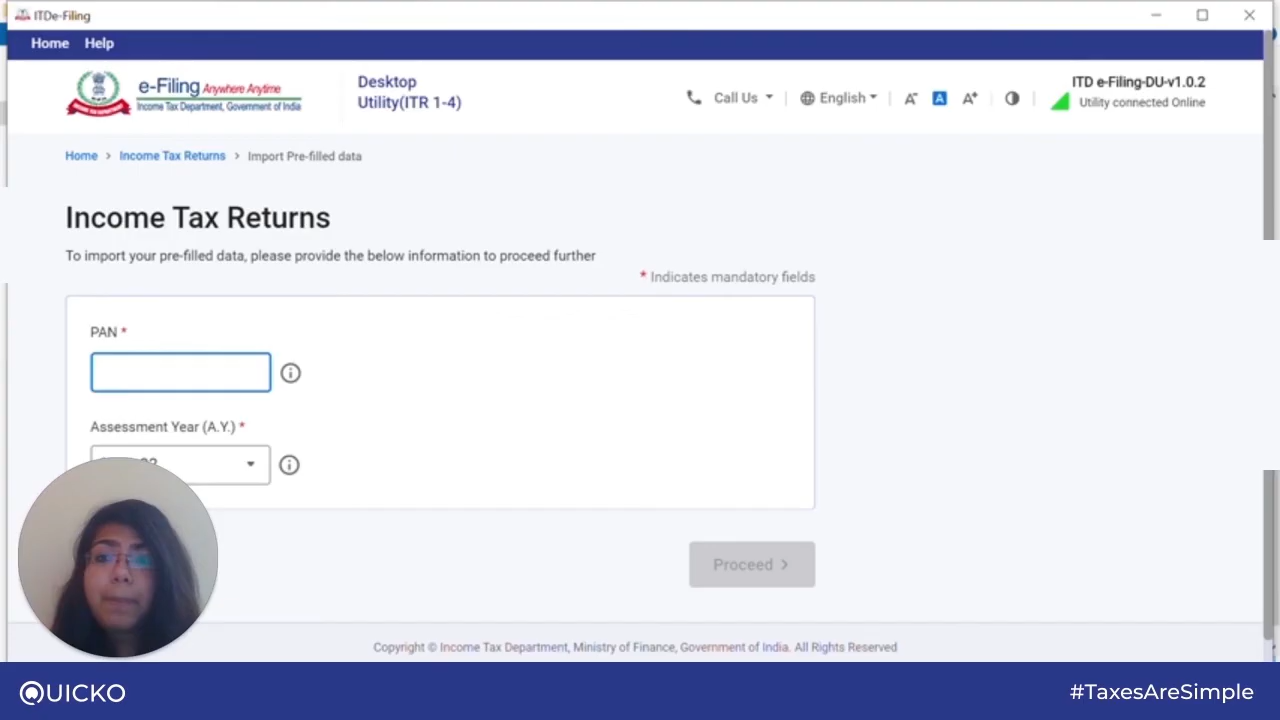 ITDe-Filing
Home Help
e-Filing Anywhere Anytime
Income Tax Department, Government of India
Desktop
Utility(ITR 1-4)
Call Us
English
A-
A
A+
ITD e-Filing-DU-v1.0.2
Utility connected Online
Home > Income Tax Returns > Import Pre-filled data
Income Tax Returns
To import your pre-filled data, please provide the below information to proceed further
* Indicates mandatory fields
PAN *
Assessment Year (A.Y.) *
Proceed >
Copyright © Income Tax Department, Ministry of Finance, Government of India. All Rights Reserved
QUICKO
#TaxesAreSimple